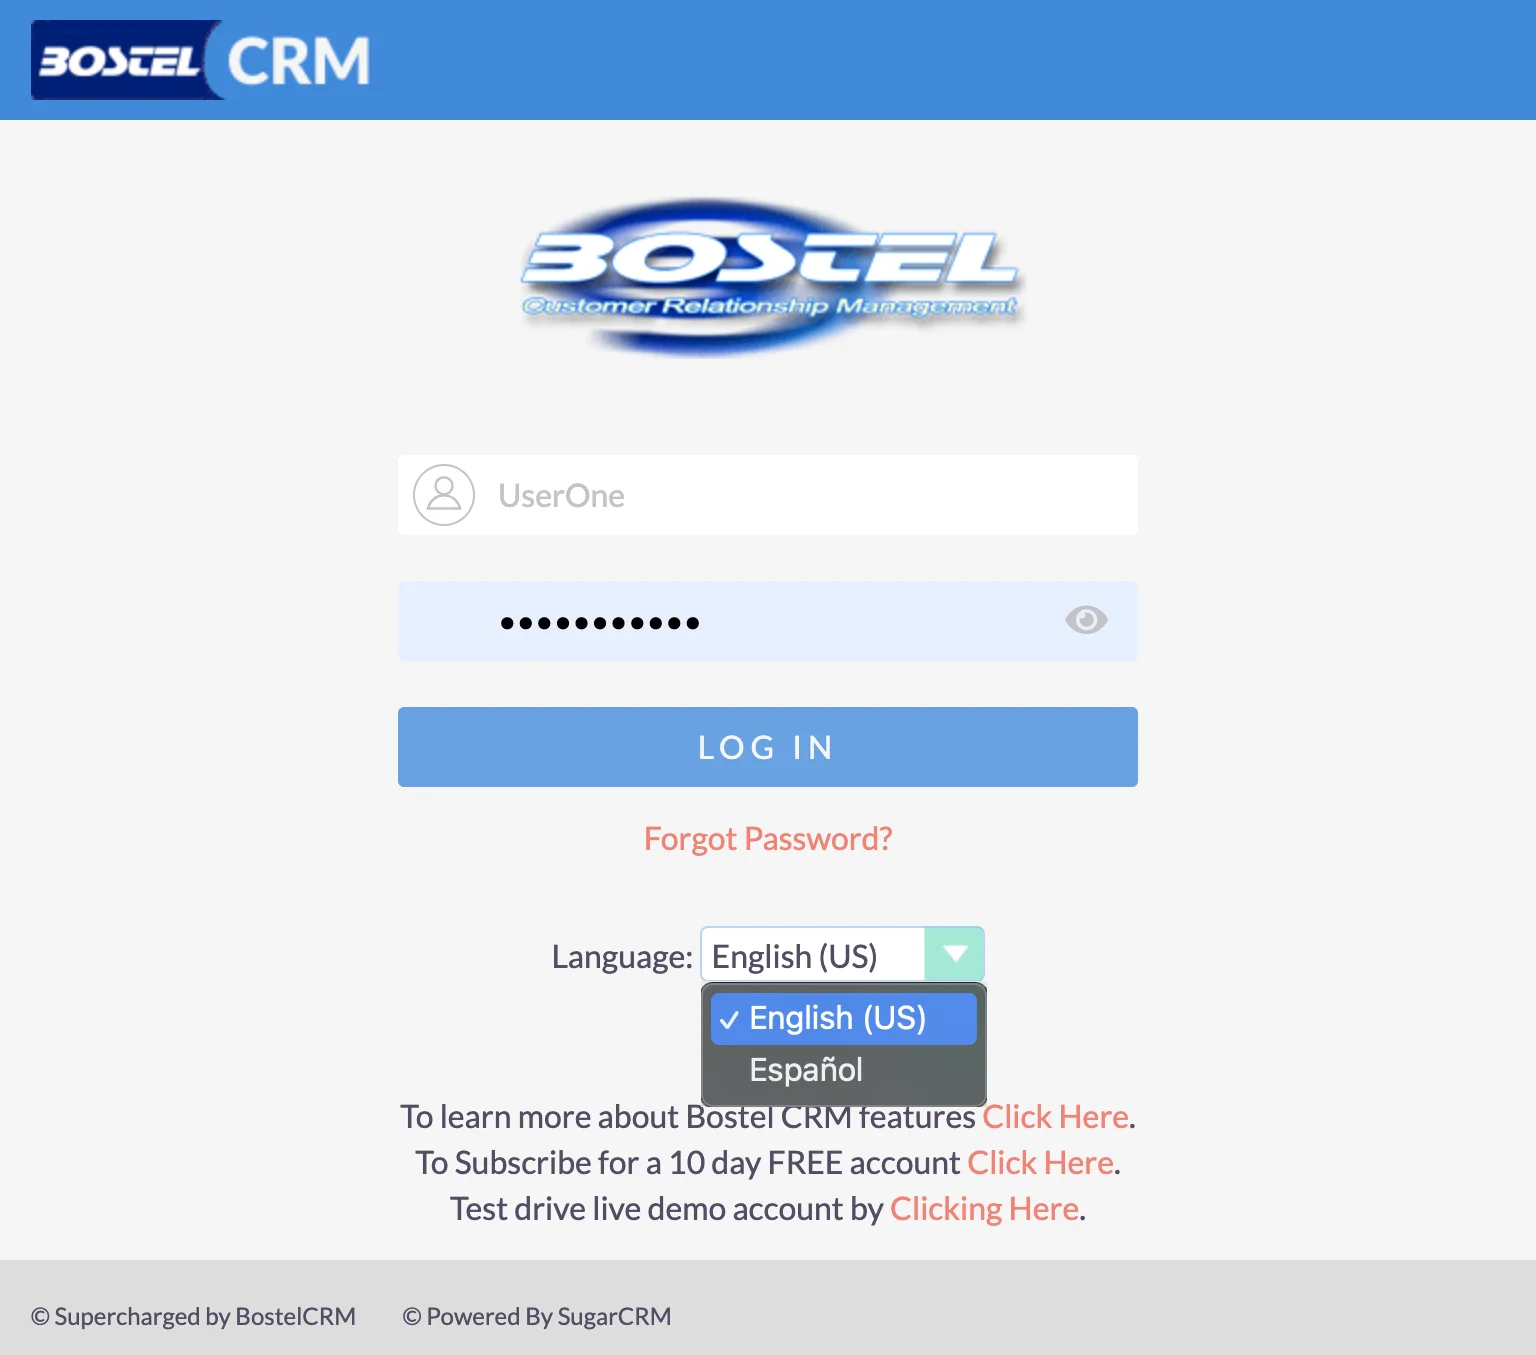 BOSTEL CRM
BOSTEL
Customer Relationship Management
UserOne
LOG IN
Forgot Password?
Language: English (US)
✓ English (US)
Español
To learn more about Bostel CRM features Click Here.
To Subscribe for a 10 day FREE account Click Here.
Test drive live demo account by Clicking Here.
© Supercharged by BostelCRM © Powered By SugarCRM